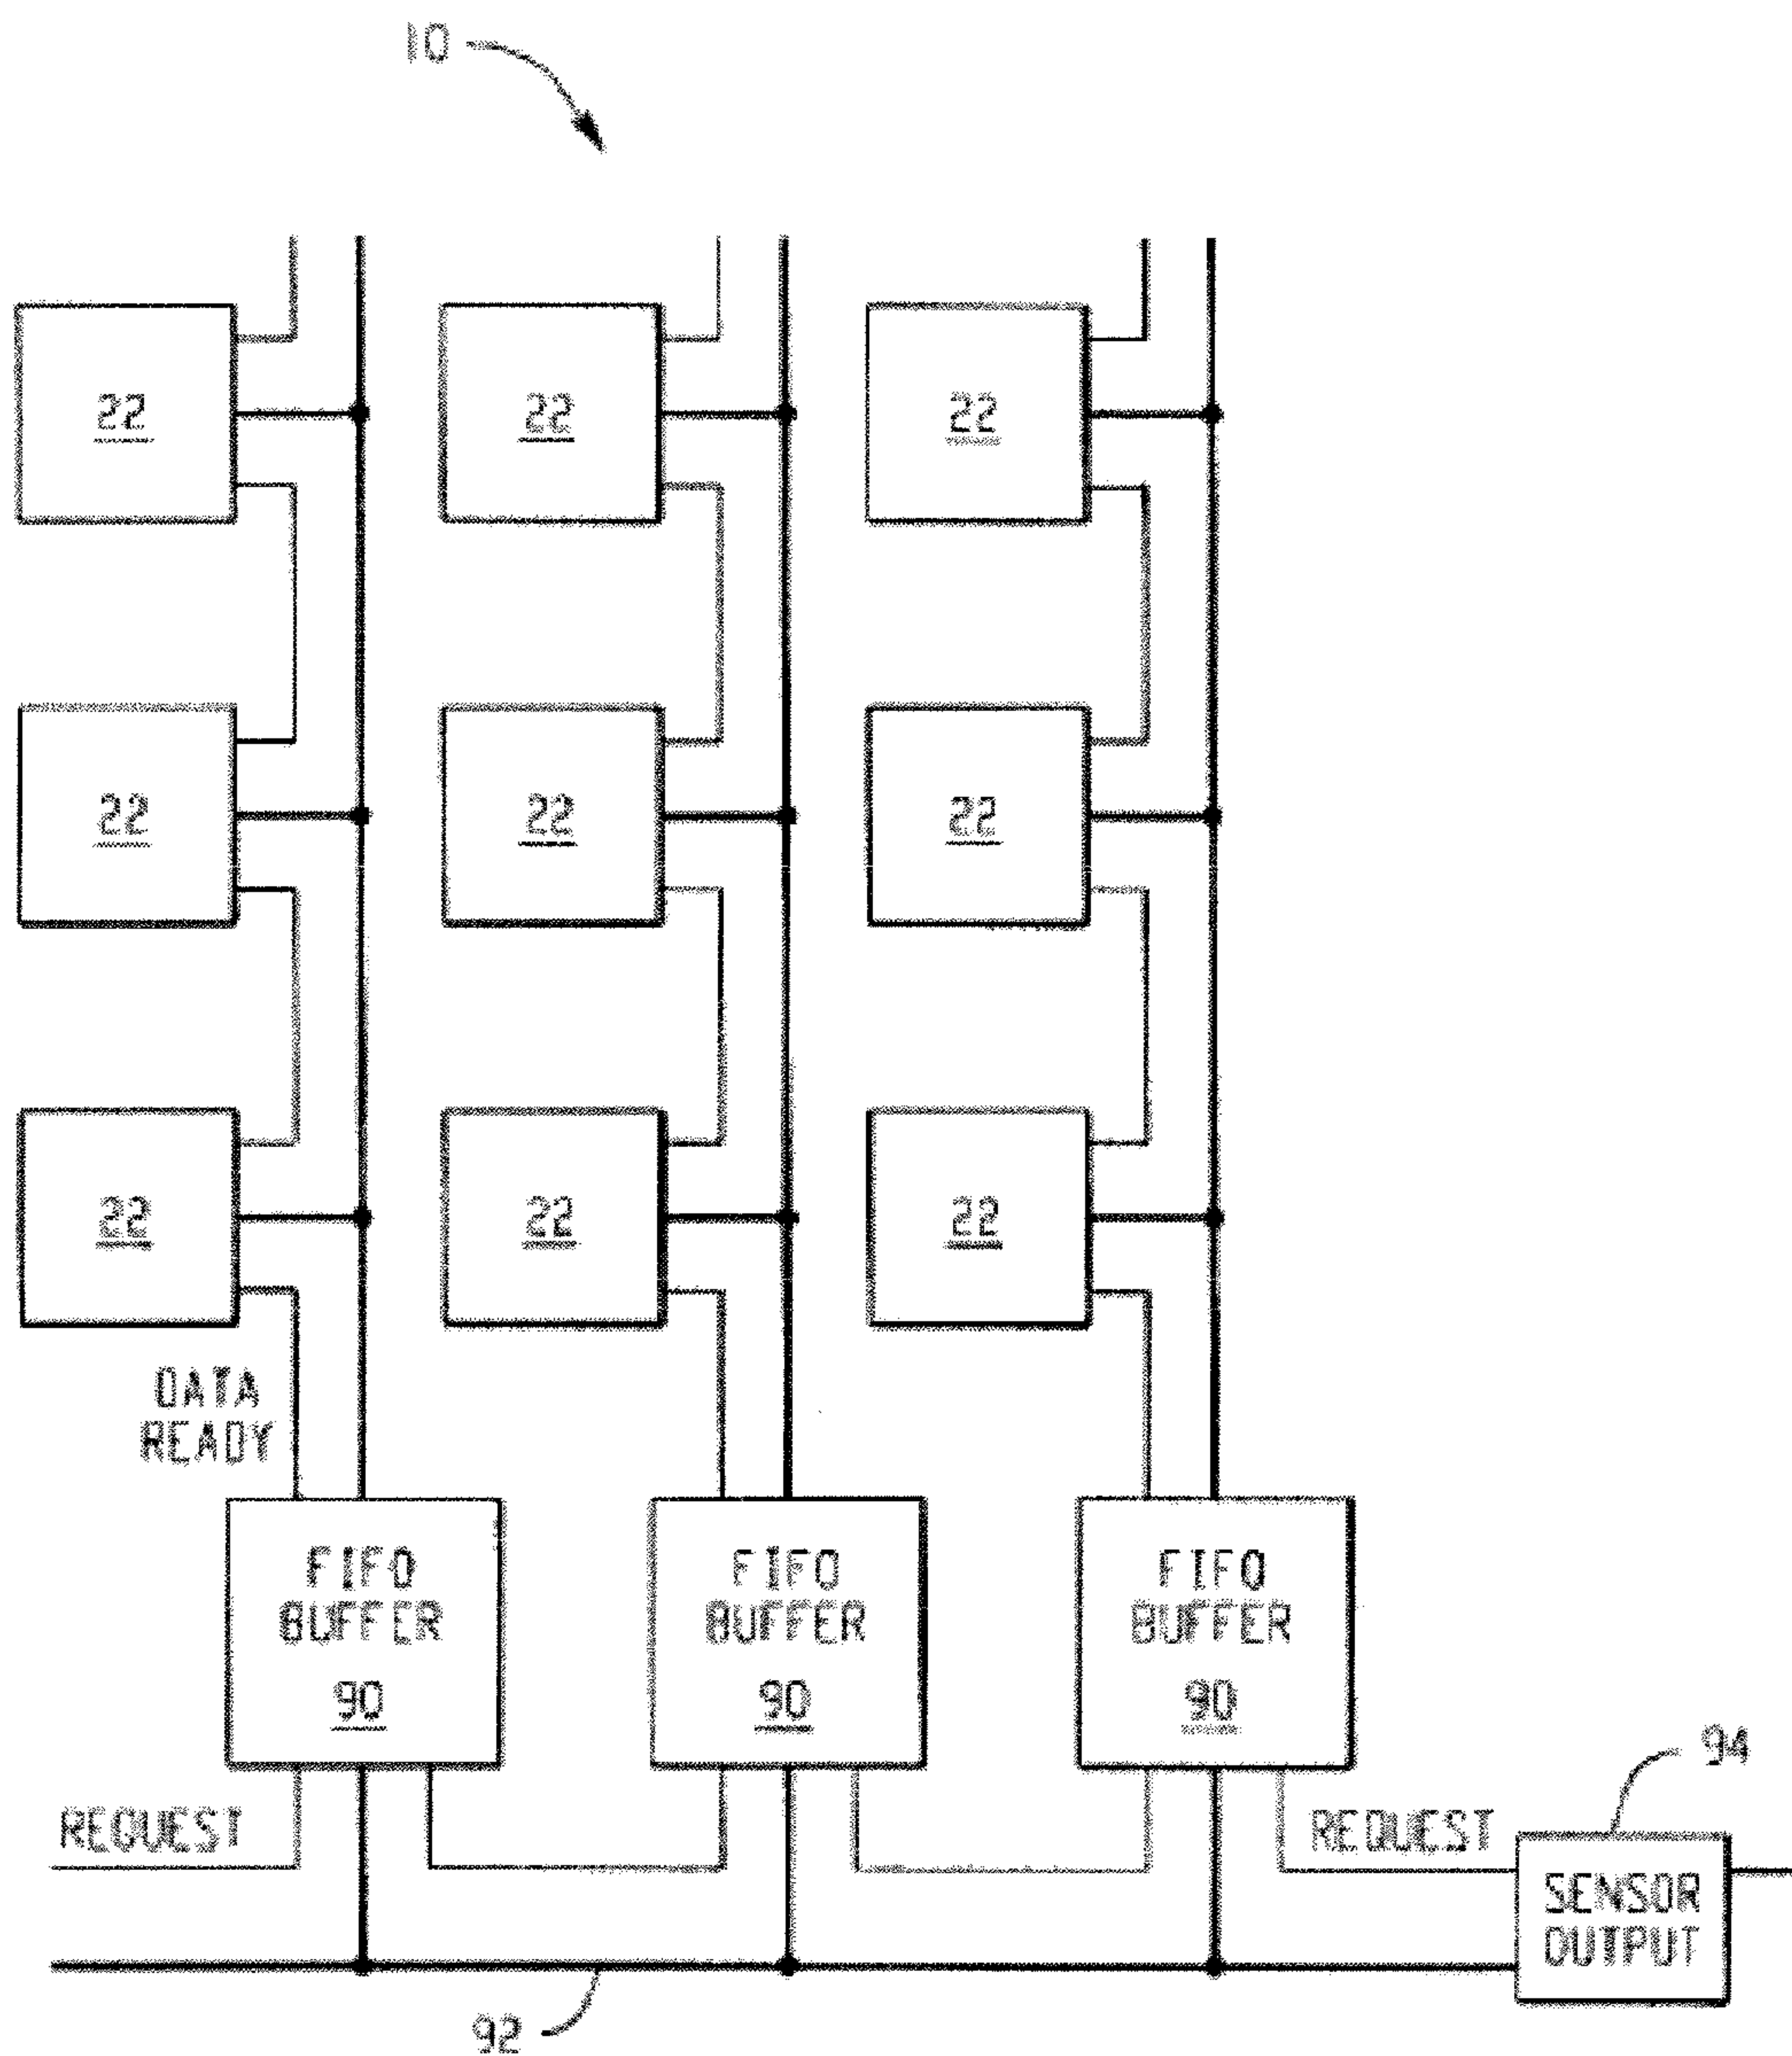 10
22 22 22
22 22 22
22 22 22
DATA
READY
FIFO
BUFFER
90
FIFO
BUFFER
90
FIFO
BUFFER
90
REQUEST
REQUEST
94
SENSOR
OUTPUT
92